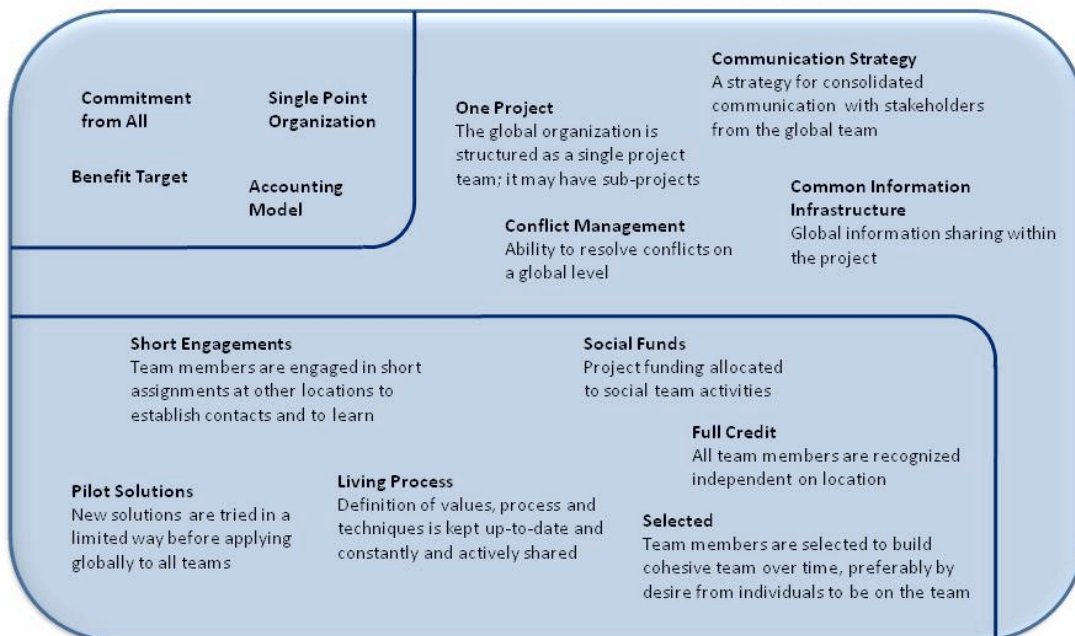 Commitment
from All
Single Point
Organization
Benefit Target
Accounting
Model
One Project
The global organization is
structured as a single project
team; it may have sub-projects
Communication Strategy
A strategy for consolidated
communication with stakeholders
from the global team
Conflict Management
Ability to resolve conflicts on
a global level
Common Information
Infrastructure
Global information sharing within
the project
Short Engagements
Team members are engaged in short
assignments at other locations to
establish contacts and to learn
Social Funds
Project funding allocated
to social team activities
Full Credit
All team members are recognized
independent on location
Pilot Solutions
New solutions are tried in a
limited way before applying
globally to all teams
Living Process
Definition of values, process and
techniques is kept up-to-date and
constantly and actively shared
Selected
Team members are selected to build
cohesive team over time, preferably by
desire from individuals to be on the team